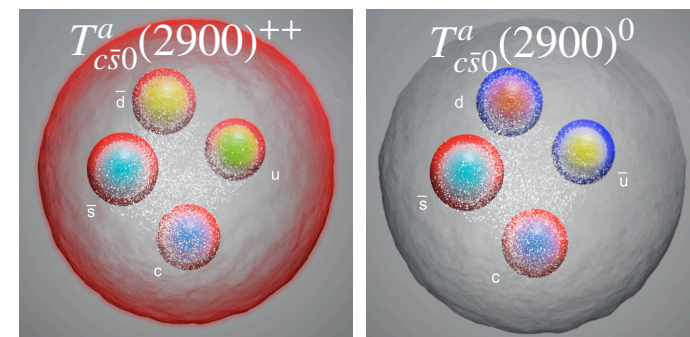 T^a_{cs̄0}(2900)^{++}
d̄
u
s̄
c
T^a_{cs̄0}(2900)^0
d
ū
s̄
c